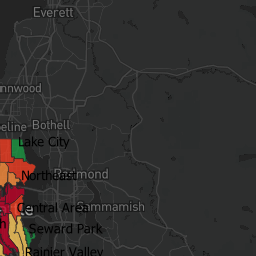 Everett
nnwood
eline
Bothell
Lake City
Northeast
Redmond
Central Area
e
Sammamish
h
Seward Park
Rainier Valley